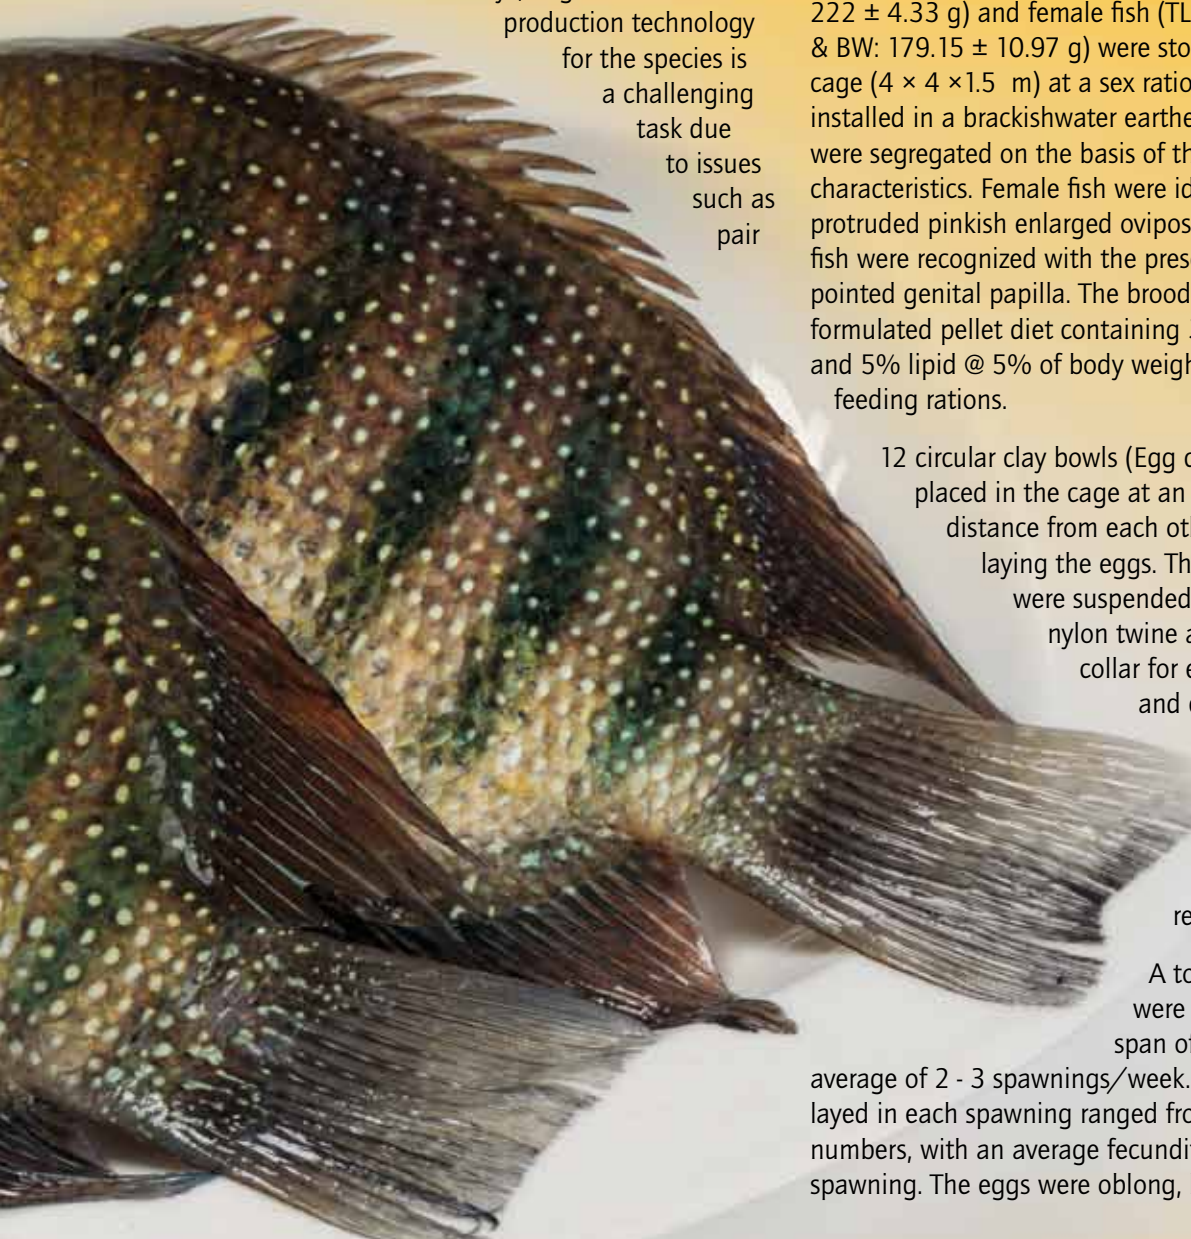 production technology
for the species is
a challenging
task due
to issues
such as
pair
222 ± 4.33 g) and female fish (TL
& BW: 179.15 ± 10.97 g) were sto
cage (4 × 4 ×1.5 m) at a sex ratio
installed in a brackishwater earthe
were segregated on the basis of th
characteristics. Female fish were id
protruded pinkish enlarged ovipos
fish were recognized with the pres
pointed genital papilla. The brood
formulated pellet diet containing
and 5% lipid @ 5% of body weigh
feeding rations.
12 circular clay bowls (Egg c
placed in the cage at an
distance from each ot
laying the eggs. Th
were suspended
nylon twine a
collar for e
and
re
A to
were
span of
average of 2 - 3 spawnings/week.
layed in each spawning ranged fro
numbers, with an average fecundi
spawning. The eggs were oblong,